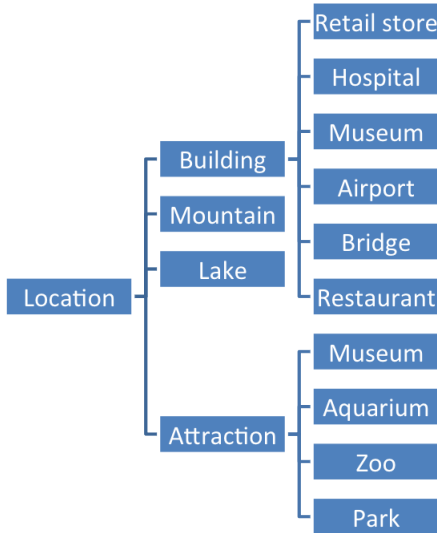 Retail store
Hospital
Museum
Building
Airport
Mountain
Bridge
Lake
Location
Restaurant
Museum
Aquarium
Attraction
Zoo
Park